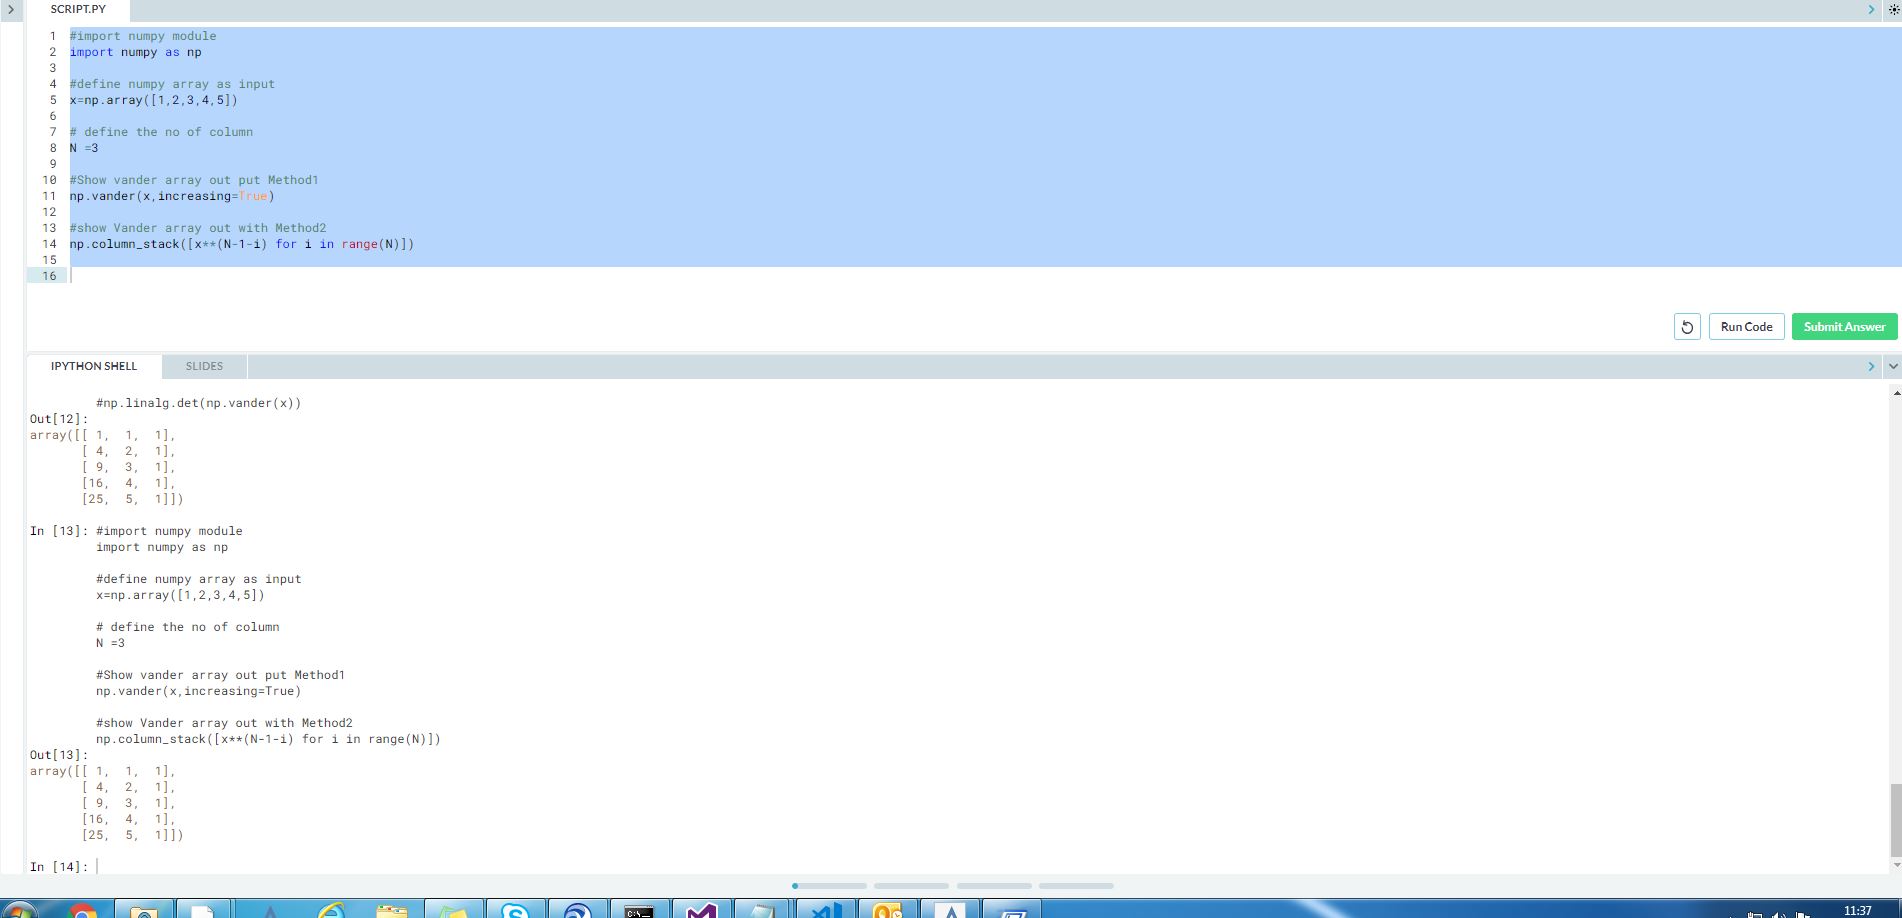 SCRIPT.PY
1 #import numpy module
2 import numpy as np
3
4 #define numpy array as input
5 x=np.array([1,2,3,4,5])
6
7 # define the no of column
8 N =3
9
10 #Show vander array out put Method1
11 np.vander(x,increasing=True)
12
13 #show Vander array out with Method2
14 np.column_stack([x**(N-1-i) for i in range(N)])
15
16
Run Code
Submit Answer
IPYTHON SHELL
SLIDES
#np.linalg.det(np.vander(x))
Out[12]:
array([[ 1, 1, 1],
[ 4, 2, 1],
[ 9, 3, 1],
[16, 4, 1],
[25, 5, 1]])
In [13]: #import numpy module
import numpy as np
#define numpy array as input
x=np.array([1,2,3,4,5])
# define the no of column
N =3
#Show vander array out put Method1
np.vander(x,increasing=True)
#show Vander array out with Method2
np.column_stack([x**(N-1-i) for i in range(N)])
Out[13]:
array([[ 1, 1, 1],
[ 4, 2, 1],
[ 9, 3, 1],
[16, 4, 1],
[25, 5, 1]])
In [14]:
11:37